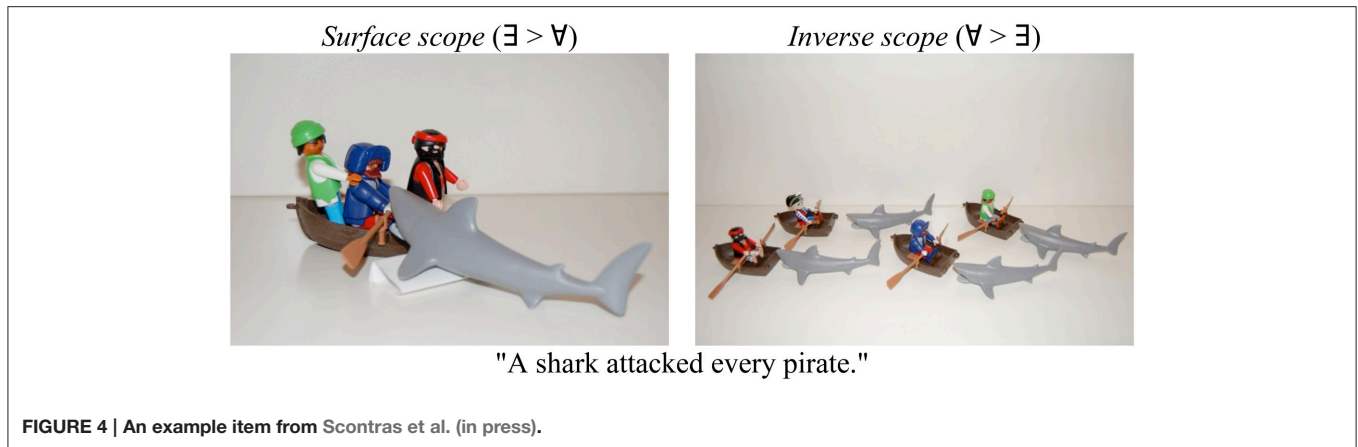 Surface scope (∃ > ∀)
Inverse scope (∀ > ∃)
"A shark attacked every pirate."
FIGURE 4 | An example item from Scontras et al. (in press).